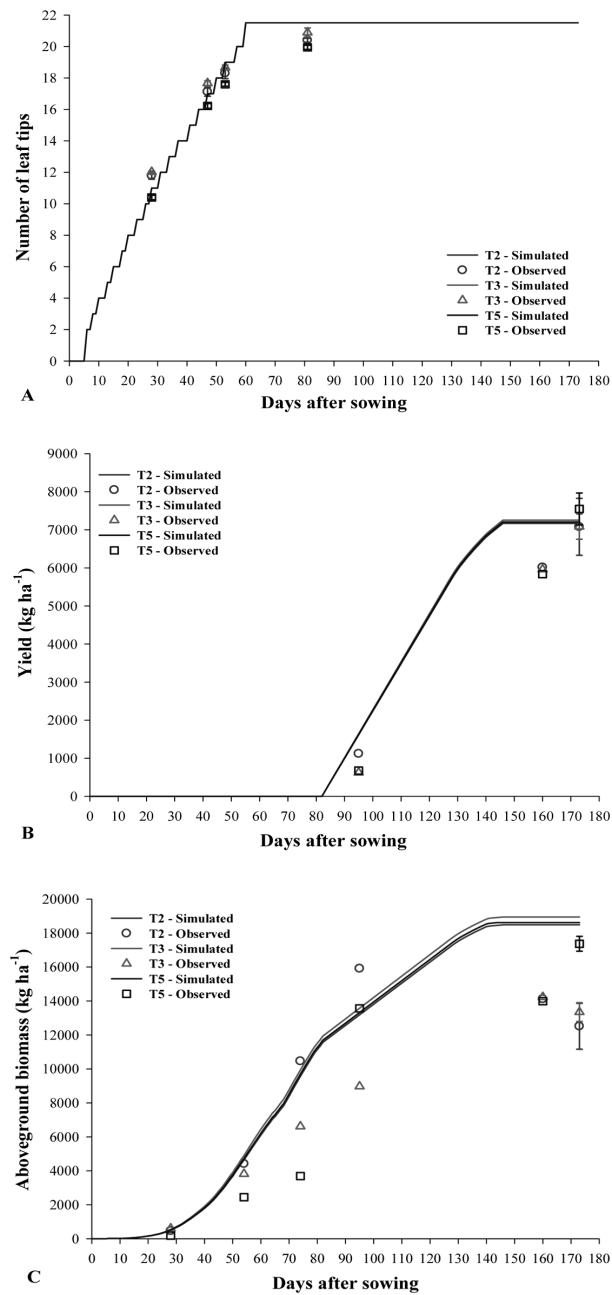 22
20
18
16
14
12
10
8
6
4
2
0
Number of leaf tips
T2 - Simulated
T2 - Observed
T3 - Simulated
T3 - Observed
T5 - Simulated
T5 - Observed
0 10 20 30 40 50 60 70 80 90 100 110 120 130 140 150 160 170 180
Days after sowing
A
9000
8000
7000
6000
5000
4000
3000
2000
1000
0
Yield (kg ha-1)
T2 - Simulated
T2 - Observed
T3 - Simulated
T3 - Observed
T5 - Simulated
T5 - Observed
0 10 20 30 40 50 60 70 80 90 100 110 120 130 140 150 160 170 180
Days after sowing
B
20000
18000
16000
14000
12000
10000
8000
6000
4000
2000
0
Aboveground biomass (kg ha-1)
T2 - Simulated
T2 - Observed
T3 - Simulated
T3 - Observed
T5 - Simulated
T5 - Observed
0 10 20 30 40 50 60 70 80 90 100 110 120 130 140 150 160 170 180
Days after sowing
C